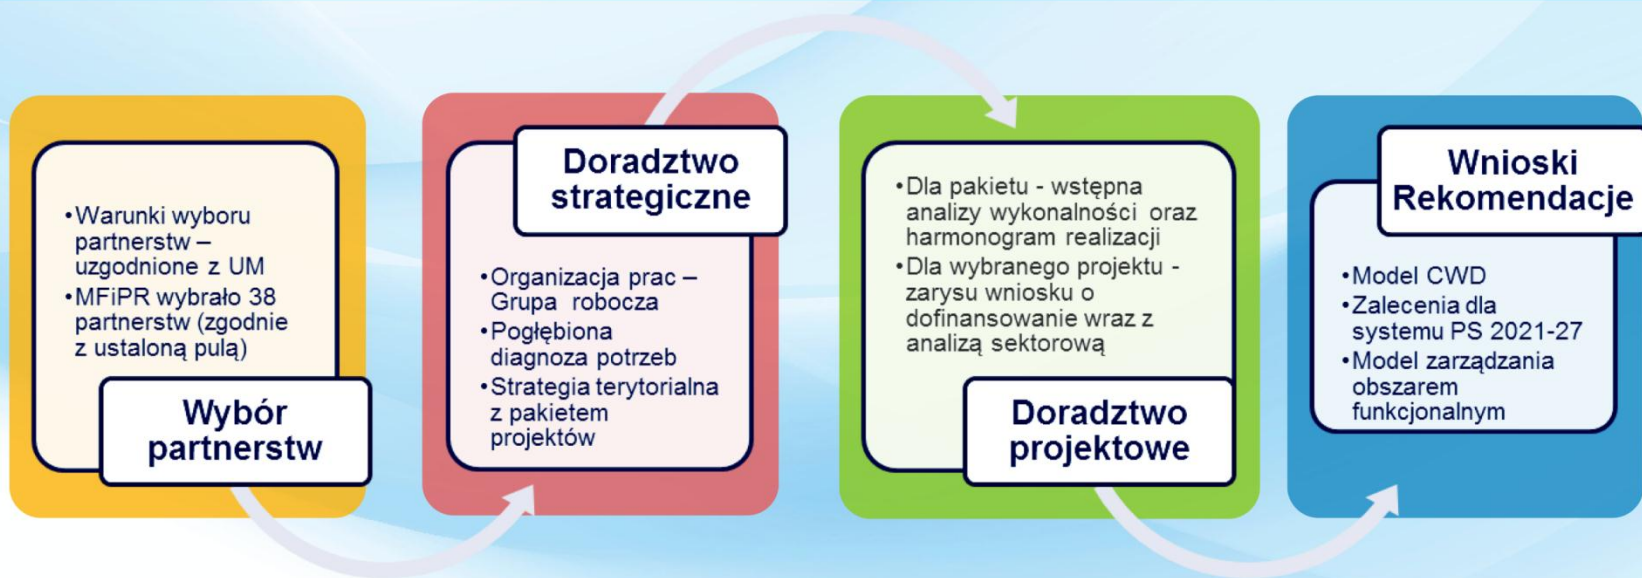 •Warunki wyboru
partnerstw –
uzgodnione z UM
•MFiPR wybrało 38
partnerstw (zgodnie
z ustaloną pulą)
Wybór
partnerstw
Doradztwo
strategiczne
•Organizacja prac –
Grupa robocza
•Pogłębiona
diagnoza potrzeb
•Strategia terytorialna
z pakietem
projektów
•Dla pakietu - wstępna
analizy wykonalności oraz
harmonogram realizacji
•Dla wybranego projektu -
zarysu wniosku o
dofinansowanie wraz z
analizą sektorową
Doradztwo
projektowe
Wnioski
Rekomendacje
•Model CWD
•Zalecenia dla
systemu PS 2021-27
•Model zarządzania
obszarem
funkcjonalnym